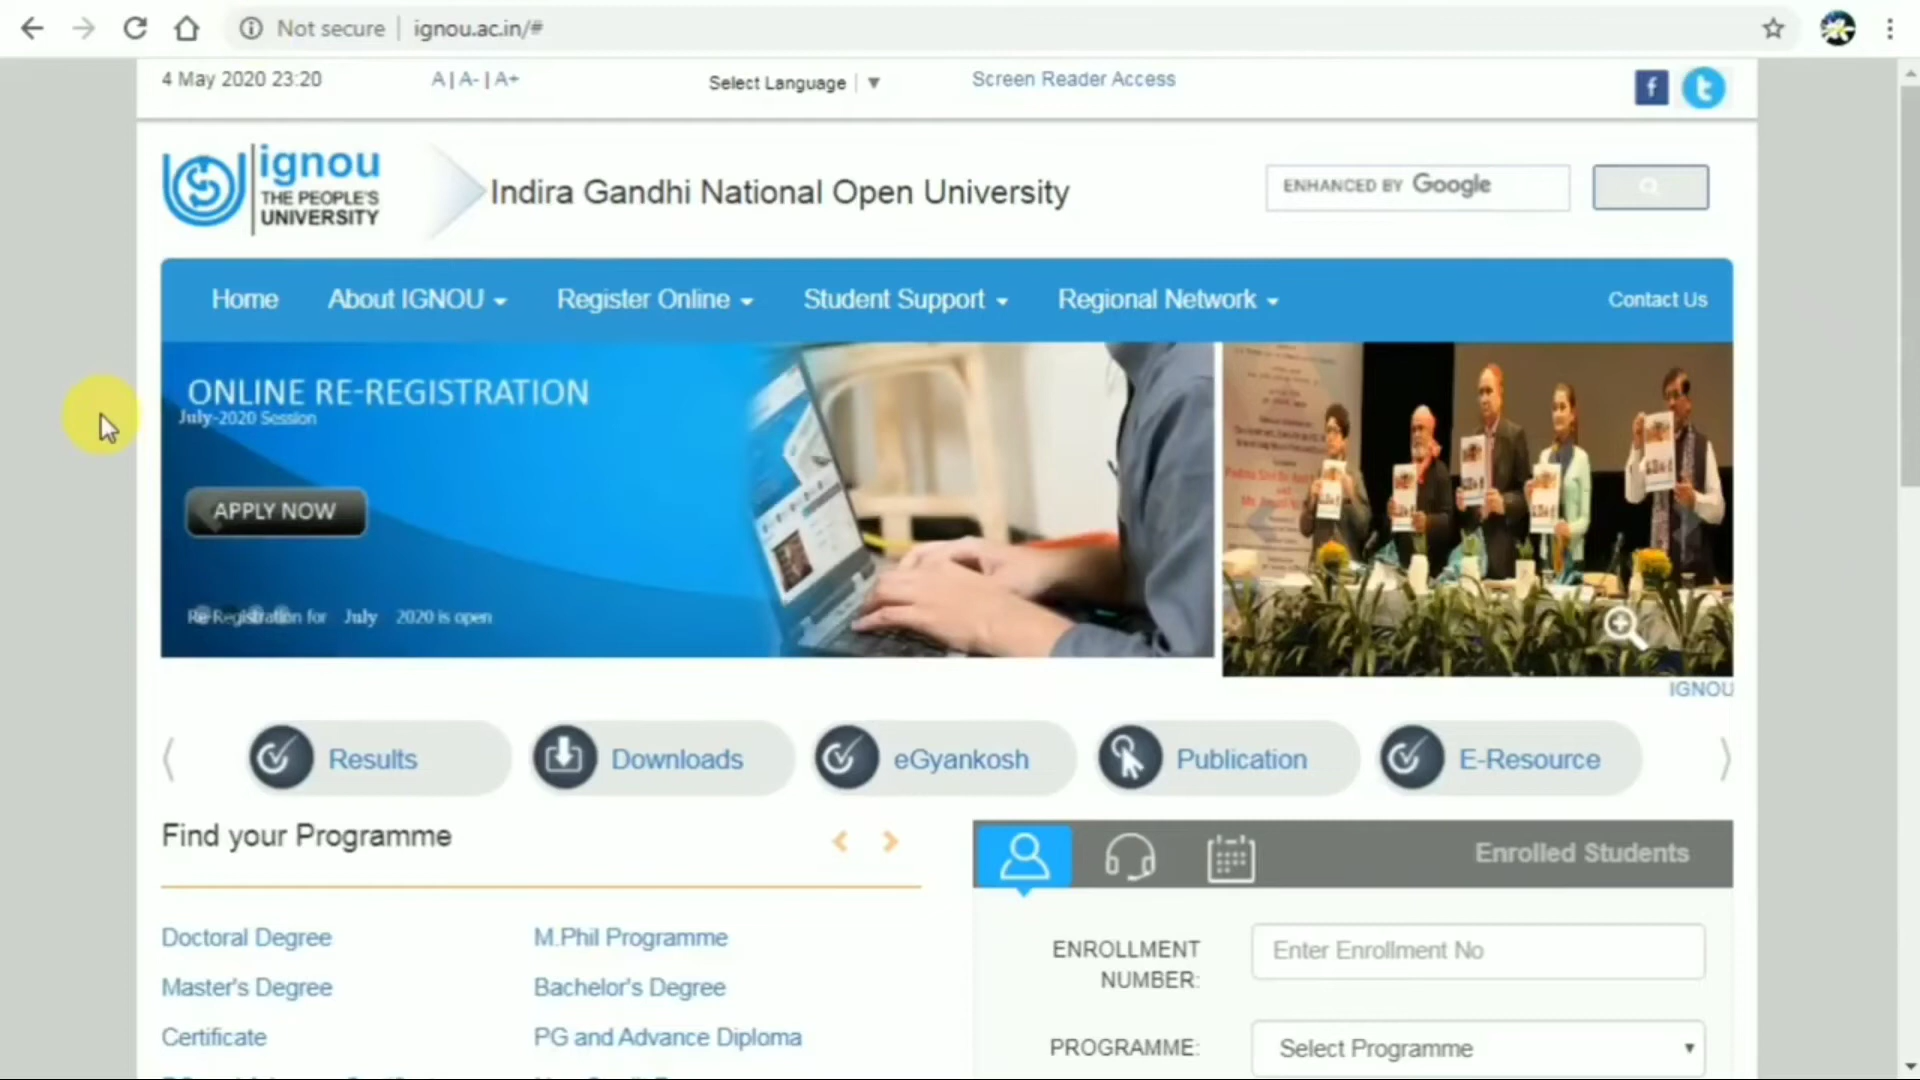 Not secure | ignou.ac.in/#
4 May 2020 23:20
A | A- | A+
Select Language | ▼
Screen Reader Access
f
t
ignou
THE PEOPLE'S
UNIVERSITY
Indira Gandhi National Open University
ENHANCED BY Google
Home
About IGNOU
Register Online
Student Support
Regional Network
Contact Us
ONLINE RE-REGISTRATION
July-2020 Session
APPLY NOW
Re-Registration for July 2020 is open
IGNOU
Results
Downloads
eGyankosh
Publication
E-Resource
Find your Programme
Enrolled Students
Doctoral Degree
M.Phil Programme
Master's Degree
Bachelor's Degree
Certificate
PG and Advance Diploma
ENROLLMENT
NUMBER:
Enter Enrollment No
PROGRAMME:
Select Programme